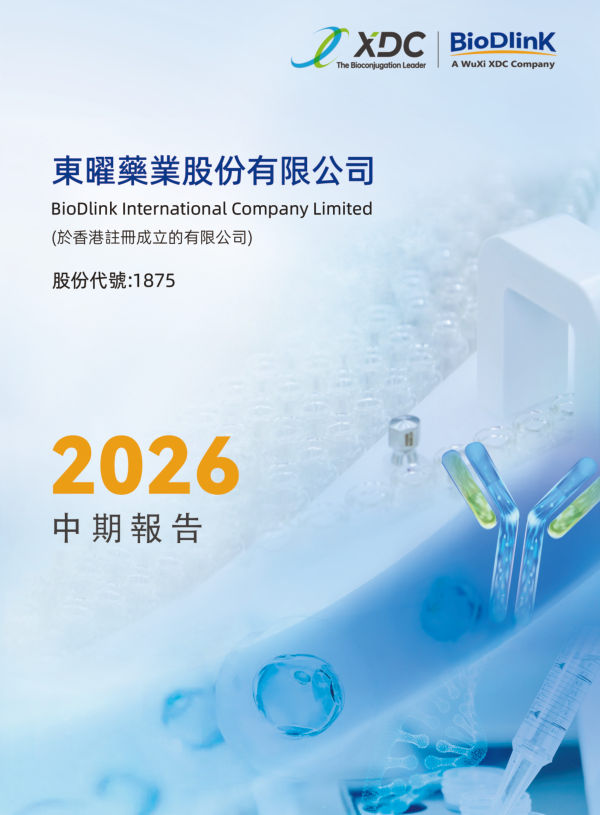 XDC
The Bioconjugation Leader
BioDlinK
A WuXi XDC Company
東曜藥業股份有限公司
BioDlink International Company Limited
(於香港註冊成立的有限公司)
股份代號:1875
2026
中期報告